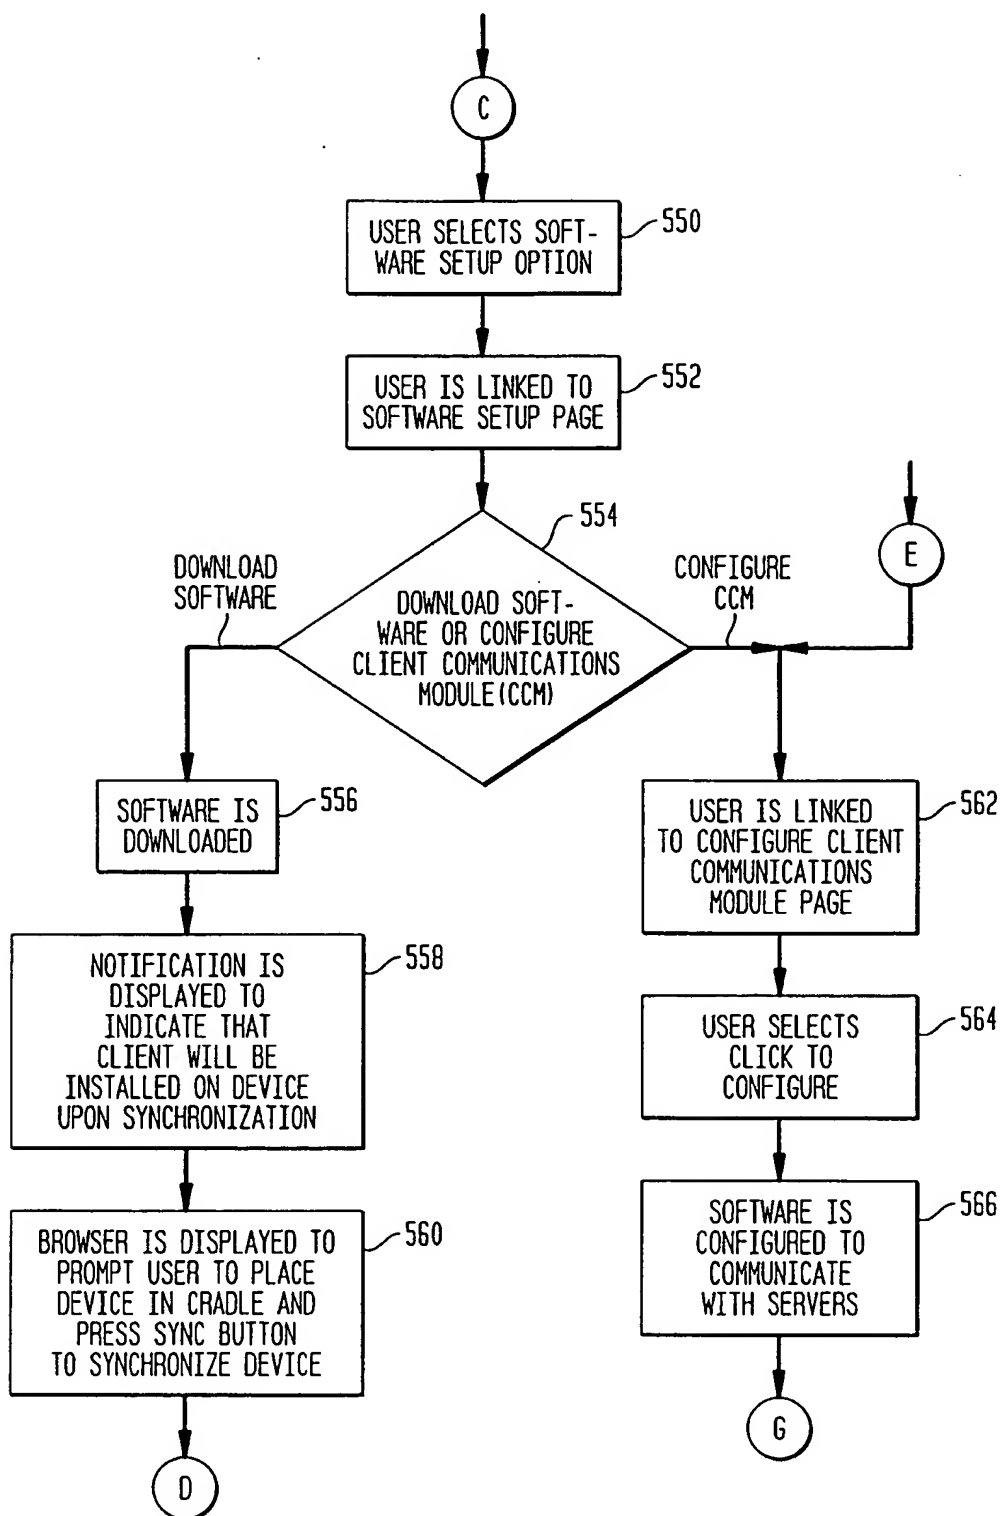 C
USER SELECTS SOFT-
WARE SETUP OPTION
550
USER IS LINKED TO
SOFTWARE SETUP PAGE
552
554
E
DOWNLOAD
SOFTWARE
CONFIGURE
CCM
DOWNLOAD SOFT-
WARE OR CONFIGURE
CLIENT COMMUNICATIONS
MODULE(CCM)
SOFTWARE IS
DOWNLOADED
556
NOTIFICATION IS
DISPLAYED TO
INDICATE THAT
CLIENT WILL BE
INSTALLED ON DEVICE
UPON SYNCHRONIZATION
558
BROWSER IS DISPLAYED TO
PROMPT USER TO PLACE
DEVICE IN CRADLE AND
PRESS SYNC BUTTON
TO SYNCHRONIZE DEVICE
560
D
USER IS LINKED
TO CONFIGURE CLIENT
COMMUNICATIONS
MODULE PAGE
562
USER SELECTS
CLICK TO
CONFIGURE
564
SOFTWARE IS
CONFIGURED TO
COMMUNICATE
WITH SERVERS
566
G